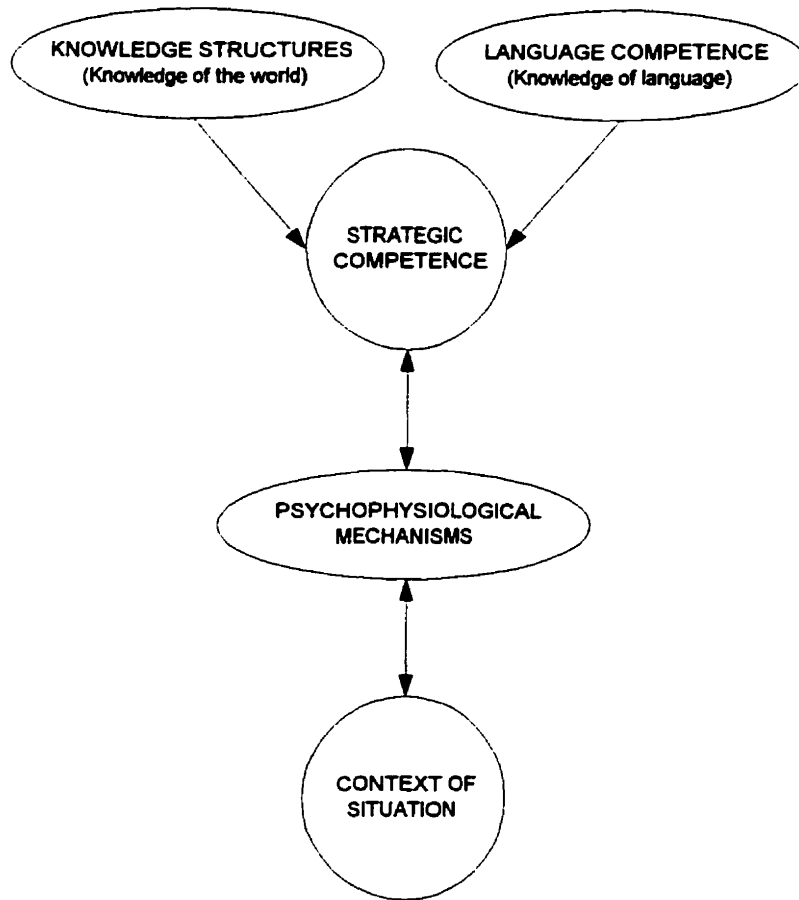 KNOWLEDGE STRUCTURES
(Knowledge of the world)
LANGUAGE COMPETENCE
(Knowledge of language)
STRATEGIC
COMPETENCE
PSYCHOPHYSIOLOGICAL
MECHANISMS
CONTEXT OF
SITUATION